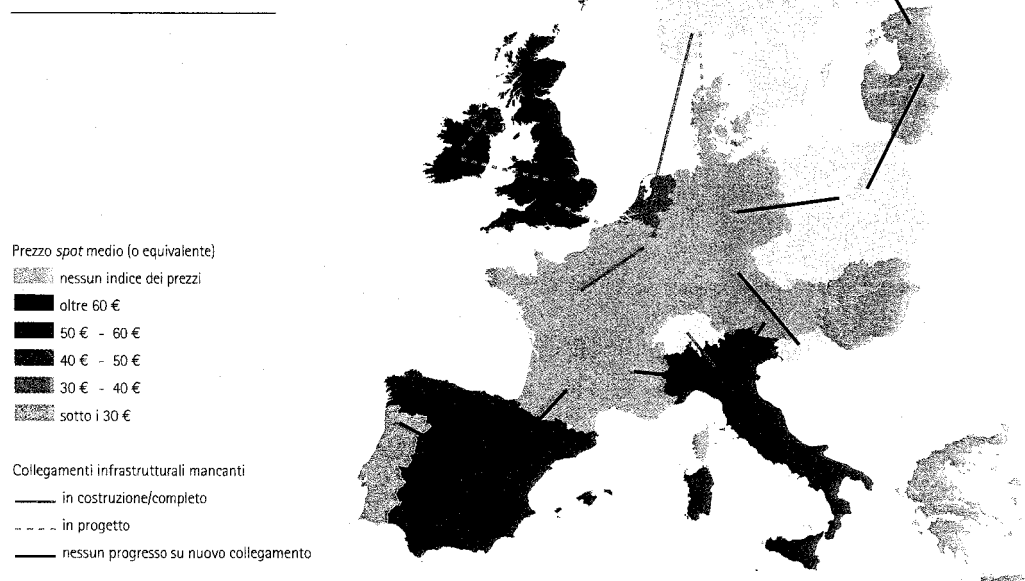 Prezzo spot medio (o equivalente)
nessun indice dei prezzi
oltre 60 €
50 € - 60 €
40 € - 50 €
30 € - 40 €
sotto i 30 €
Collegamenti infrastrutturali mancanti
in costruzione/completo
in progetto
nessun progresso su nuovo collegamento